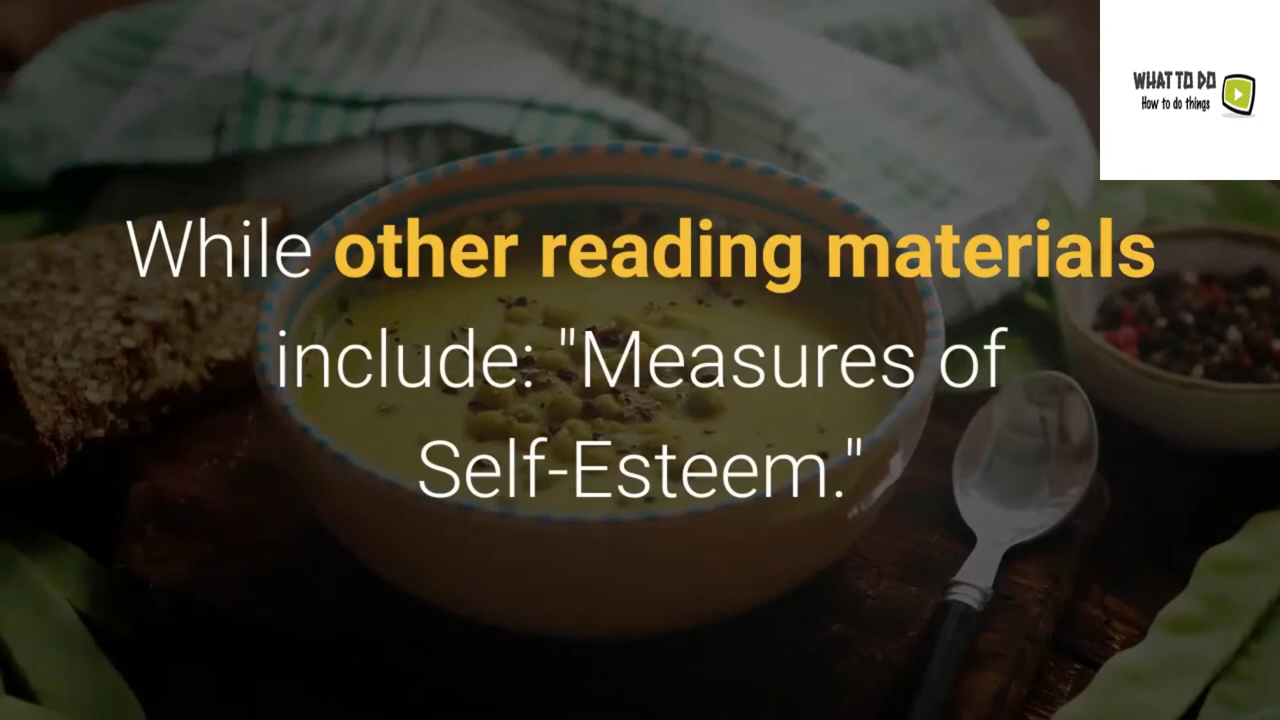 WHAT TO DO
How to do things
While other reading materials
include: "Measures of
Self-Esteem."